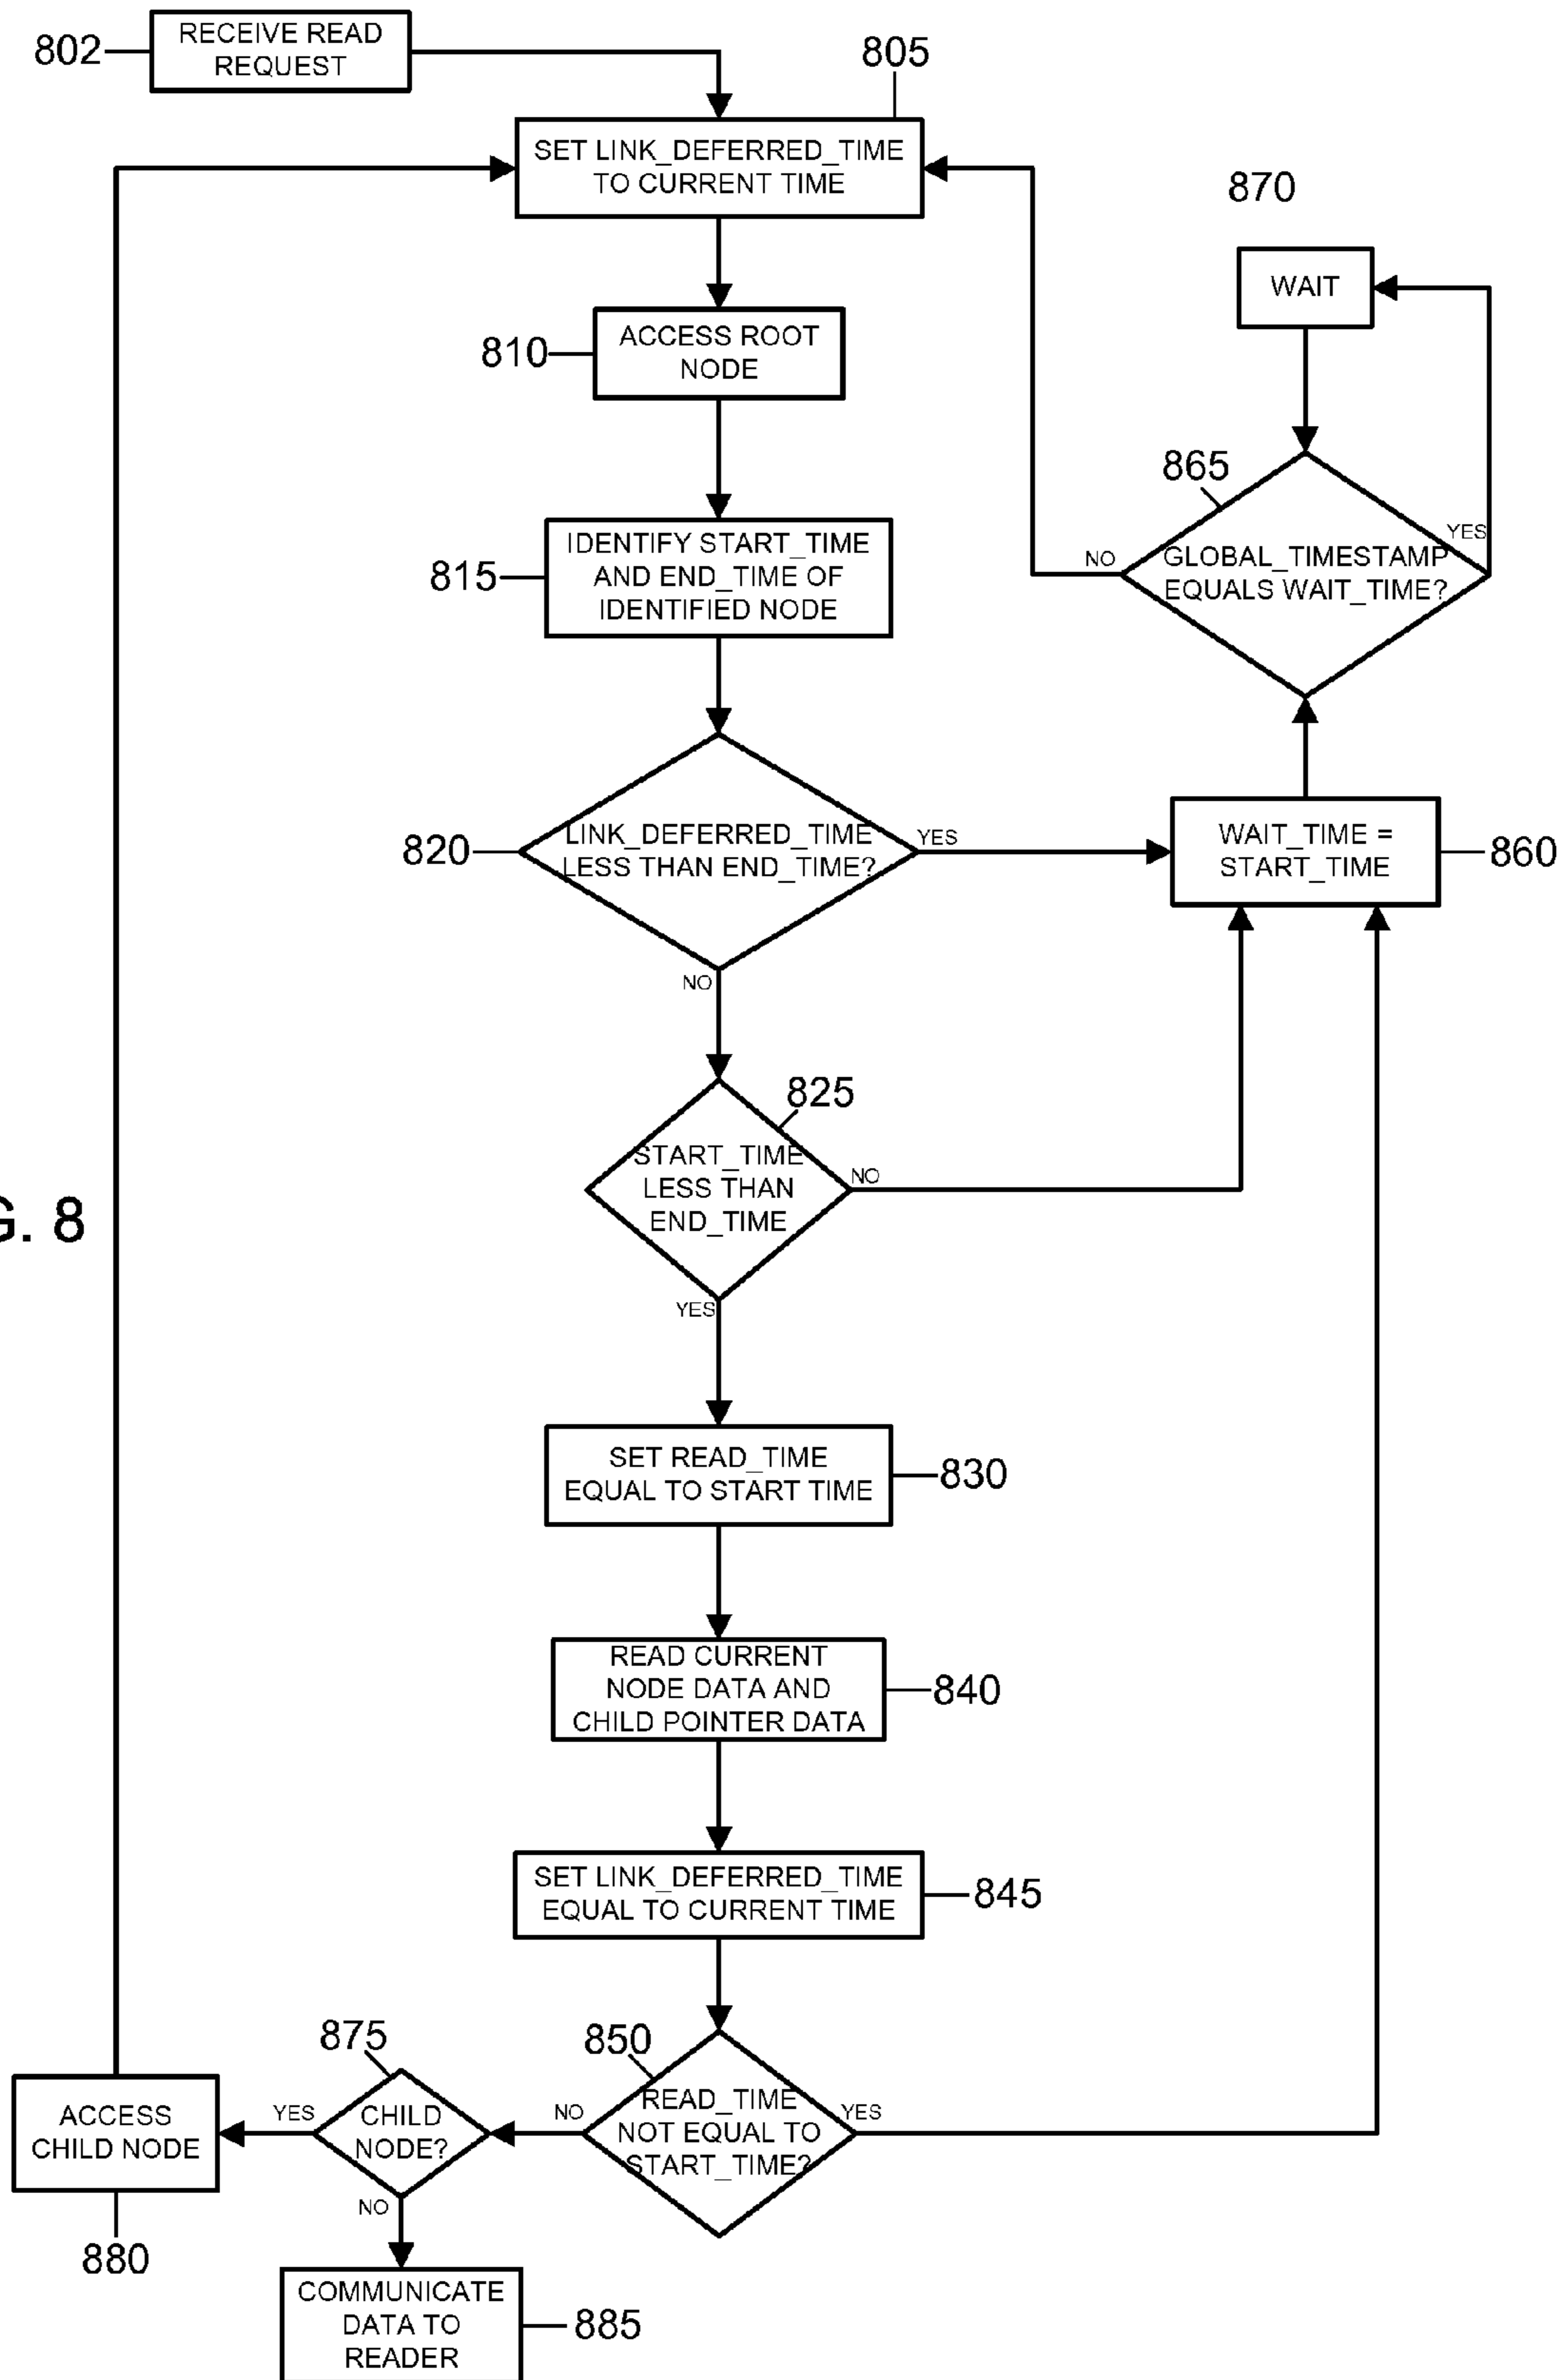 802
RECEIVE READ
REQUEST
805
SET LINK_DEFERRED_TIME
TO CURRENT TIME
870
WAIT
810
ACCESS ROOT
NODE
865
YES
NO
GLOBAL_TIMESTAMP
EQUALS WAIT_TIME?
815
IDENTIFY START_TIME
AND END_TIME OF
IDENTIFIED NODE
820
LINK_DEFERRED_TIME
LESS THAN END_TIME?
YES
NO
WAIT_TIME =
START_TIME
860
825
START_TIME
LESS THAN
END_TIME
NO
YES
G. 8
SET READ_TIME
EQUAL TO START TIME
830
READ CURRENT
NODE DATA AND
CHILD POINTER DATA
840
SET LINK_DEFERRED_TIME
EQUAL TO CURRENT TIME
845
850
READ_TIME
NOT EQUAL TO
START_TIME?
YES
NO
875
CHILD
NODE?
YES
NO
ACCESS
CHILD NODE
880
COMMUNICATE
DATA TO
READER
885